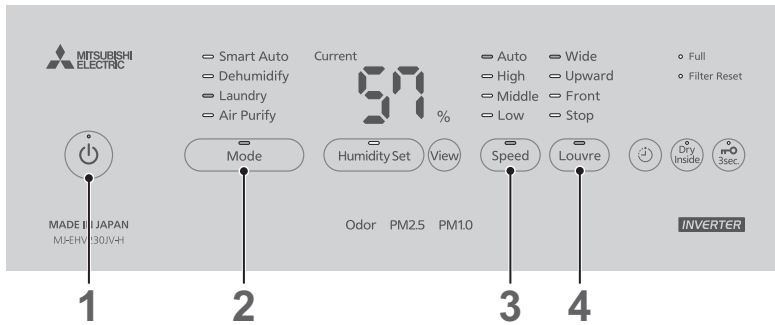 MITSUBISHI
ELECTRIC
Smart Auto
Dehumidify
Laundry
Air Purify
Mode
Current
57
%
Humidity Set
View
Auto
High
Middle
Low
Speed
Wide
Upward
Front
Stop
Louvre
Full
Filter Reset
Dry
Inside
3sec.
MADE IN JAPAN
MJ-EHV230JV-H
Odor PM2.5 PM1.0
INVERTER
1 2 3 4